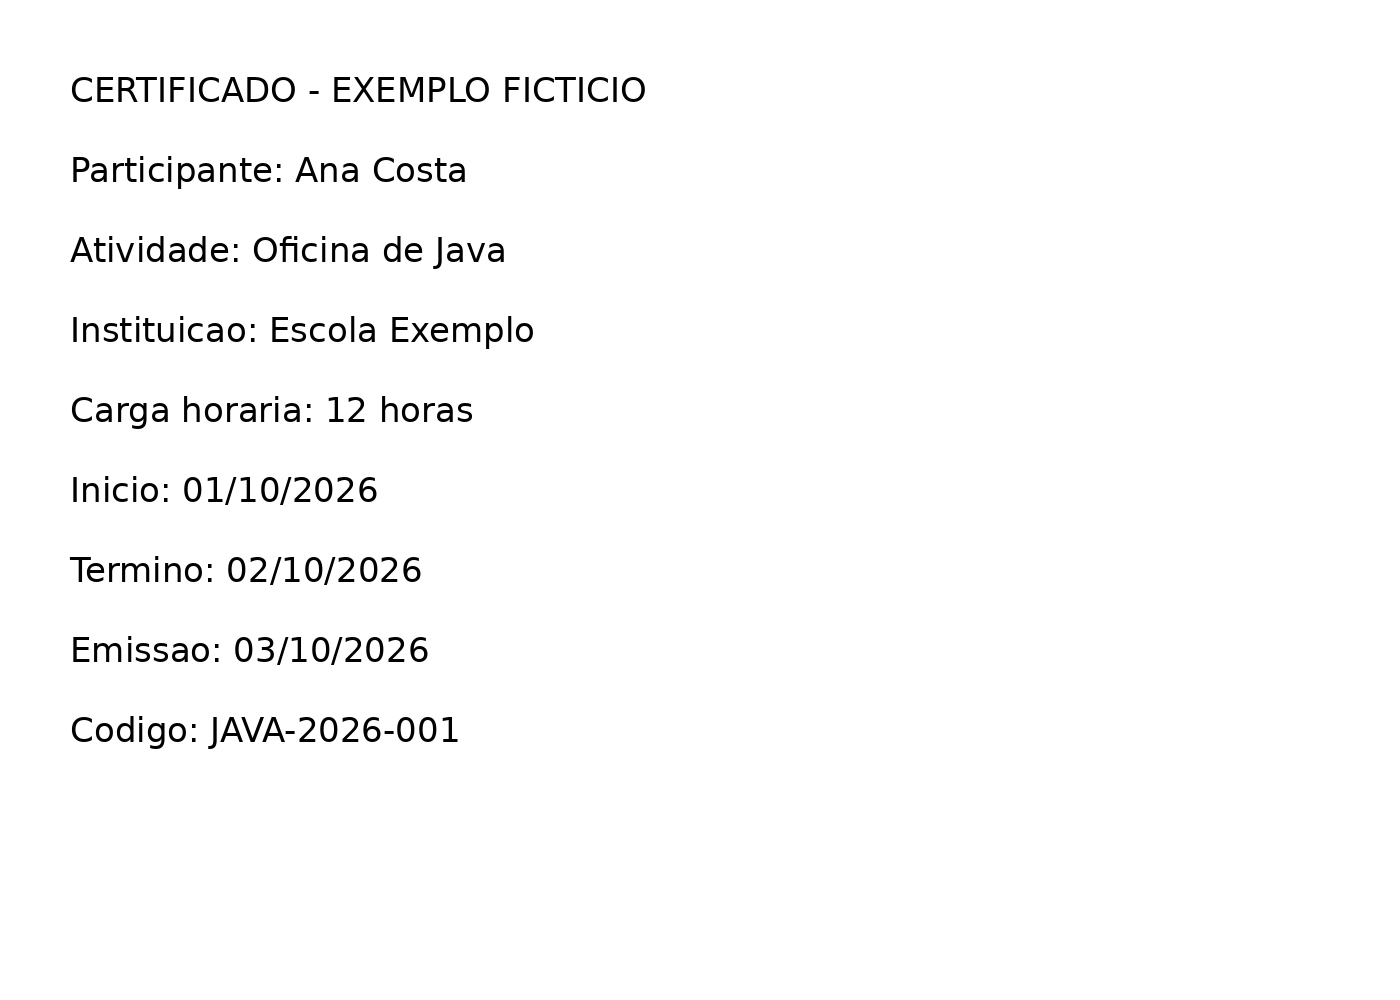 CERTIFICADO - EXEMPLO FICTICIO
Participante: Ana Costa
Atividade: Oficina de Java
Instituicao: Escola Exemplo
Carga horaria: 12 horas
Inicio: 01/10/2026
Termino: 02/10/2026
Emissao: 03/10/2026
Codigo: JAVA-2026-001